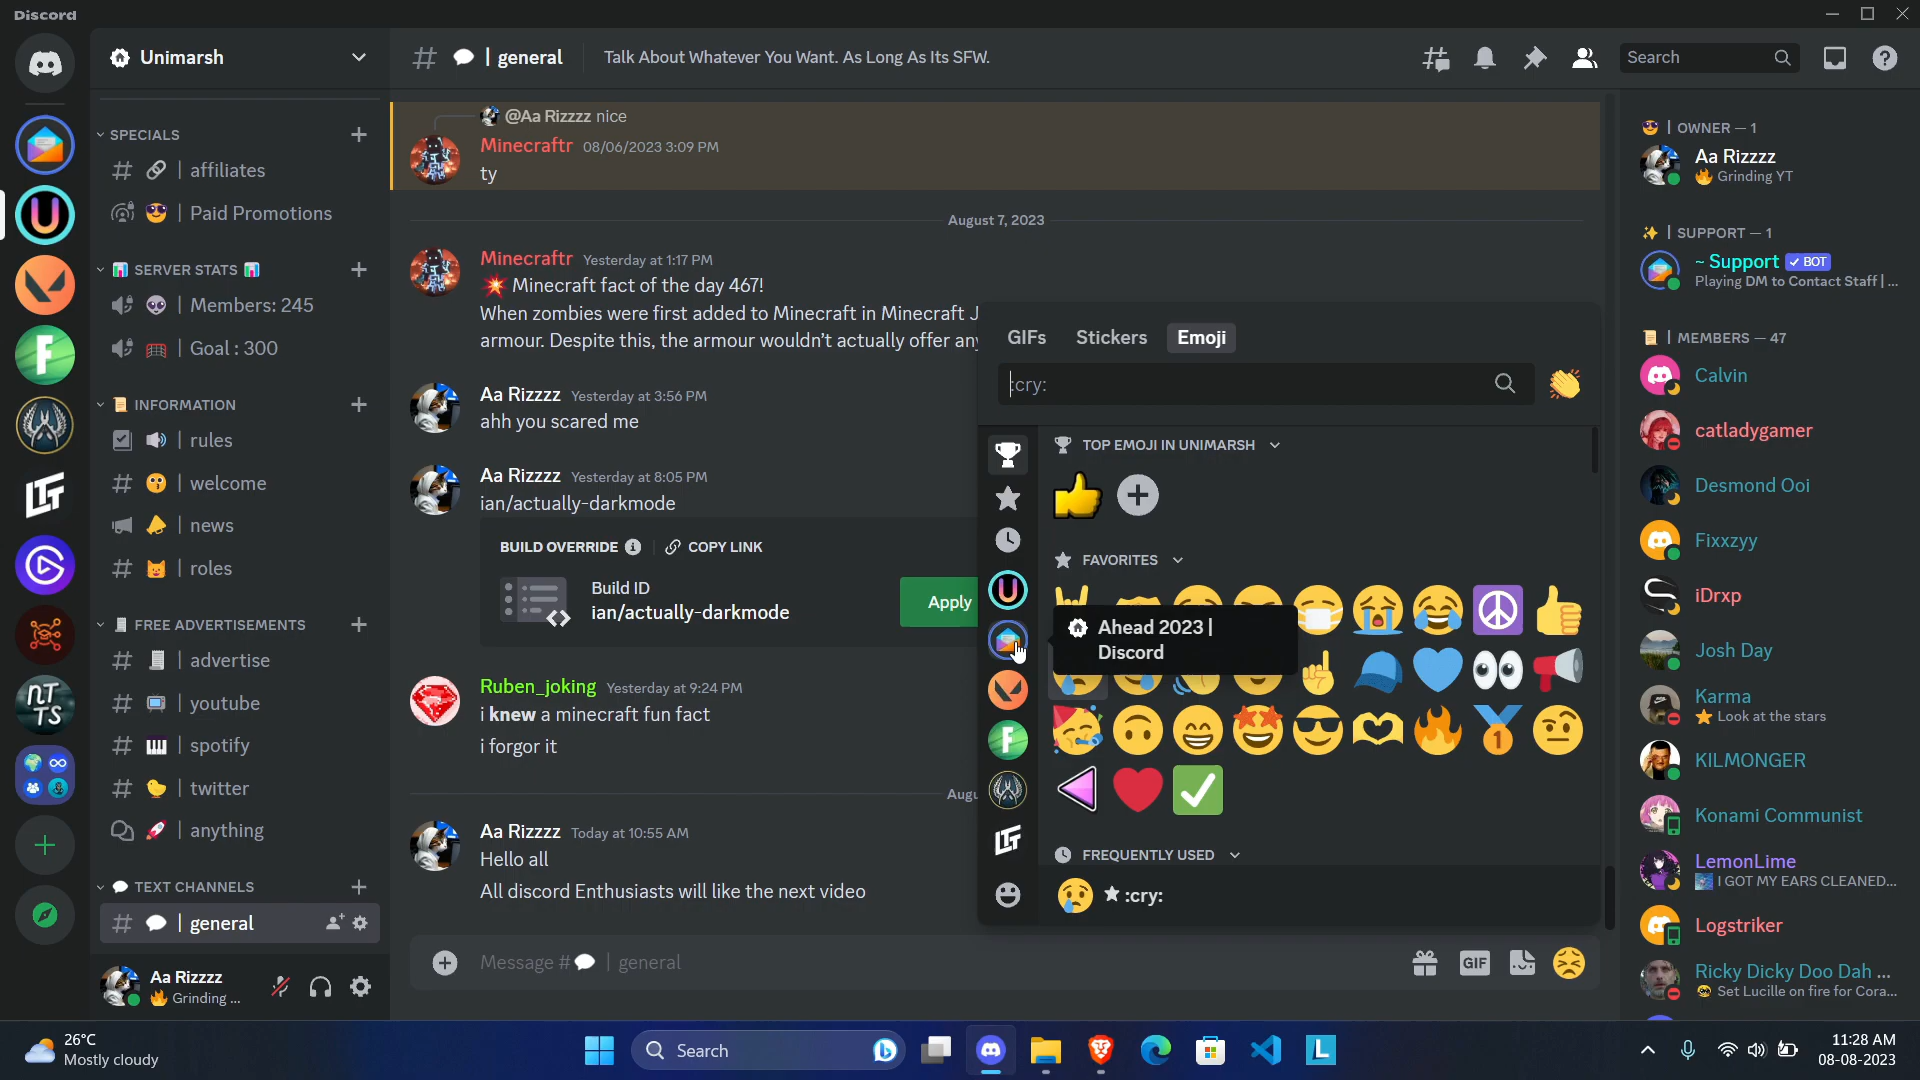 Discord
Unimarsh
| general
Talk About Whatever You Want. As Long As Its SFW.
Search
SPECIALS
| affiliates
| Paid Promotions
SERVER STATS
| Members: 245
| Goal : 300
INFORMATION
| rules
| welcome
| news
| roles
FREE ADVERTISEMENTS
| advertise
| youtube
| spotify
| twitter
| anything
TEXT CHANNELS
| general
Aa Rizzzz
Grinding ...
@Aa Rizzzz nice
Minecraftr 08/06/2023 3:09 PM
ty
August 7, 2023
Minecraftr Yesterday at 1:17 PM
Minecraft fact of the day 467!
When zombies were first added to Minecraft in Minecraft J
armour. Despite this, the armour wouldn't actually offer any
Aa Rizzzz Yesterday at 3:56 PM
ahh you scared me
Aa Rizzzz Yesterday at 8:05 PM
ian/actually-darkmode
BUILD OVERRIDE COPY LINK
Build ID
ian/actually-darkmode
Apply
Ruben_joking Yesterday at 9:24 PM
i knew a minecraft fun fact
i forgor it
Augu
Aa Rizzzz Today at 10:55 AM
Hello all
All discord Enthusiasts will like the next video
Message # | general
GIF
GIFs Stickers Emoji
:cry:
TOP EMOJI IN UNIMARSH
FAVORITES
Ahead 2023 |
Discord
FREQUENTLY USED
:cry:
| OWNER — 1
Aa Rizzzz
Grinding YT
| SUPPORT — 1
~ Support BOT
Playing DM to Contact Staff | ...
| MEMBERS — 47
Calvin
catladygamer
Desmond Ooi
Fixxzyy
iDrxp
Josh Day
Karma
Look at the stars
KILMONGER
Konami Communist
LemonLime
I GOT MY EARS CLEANED...
Logstriker
Ricky Dicky Doo Dah ...
Set Lucille on fire for Cora...
26°C
Mostly cloudy
Search
11:28 AM
08-08-2023